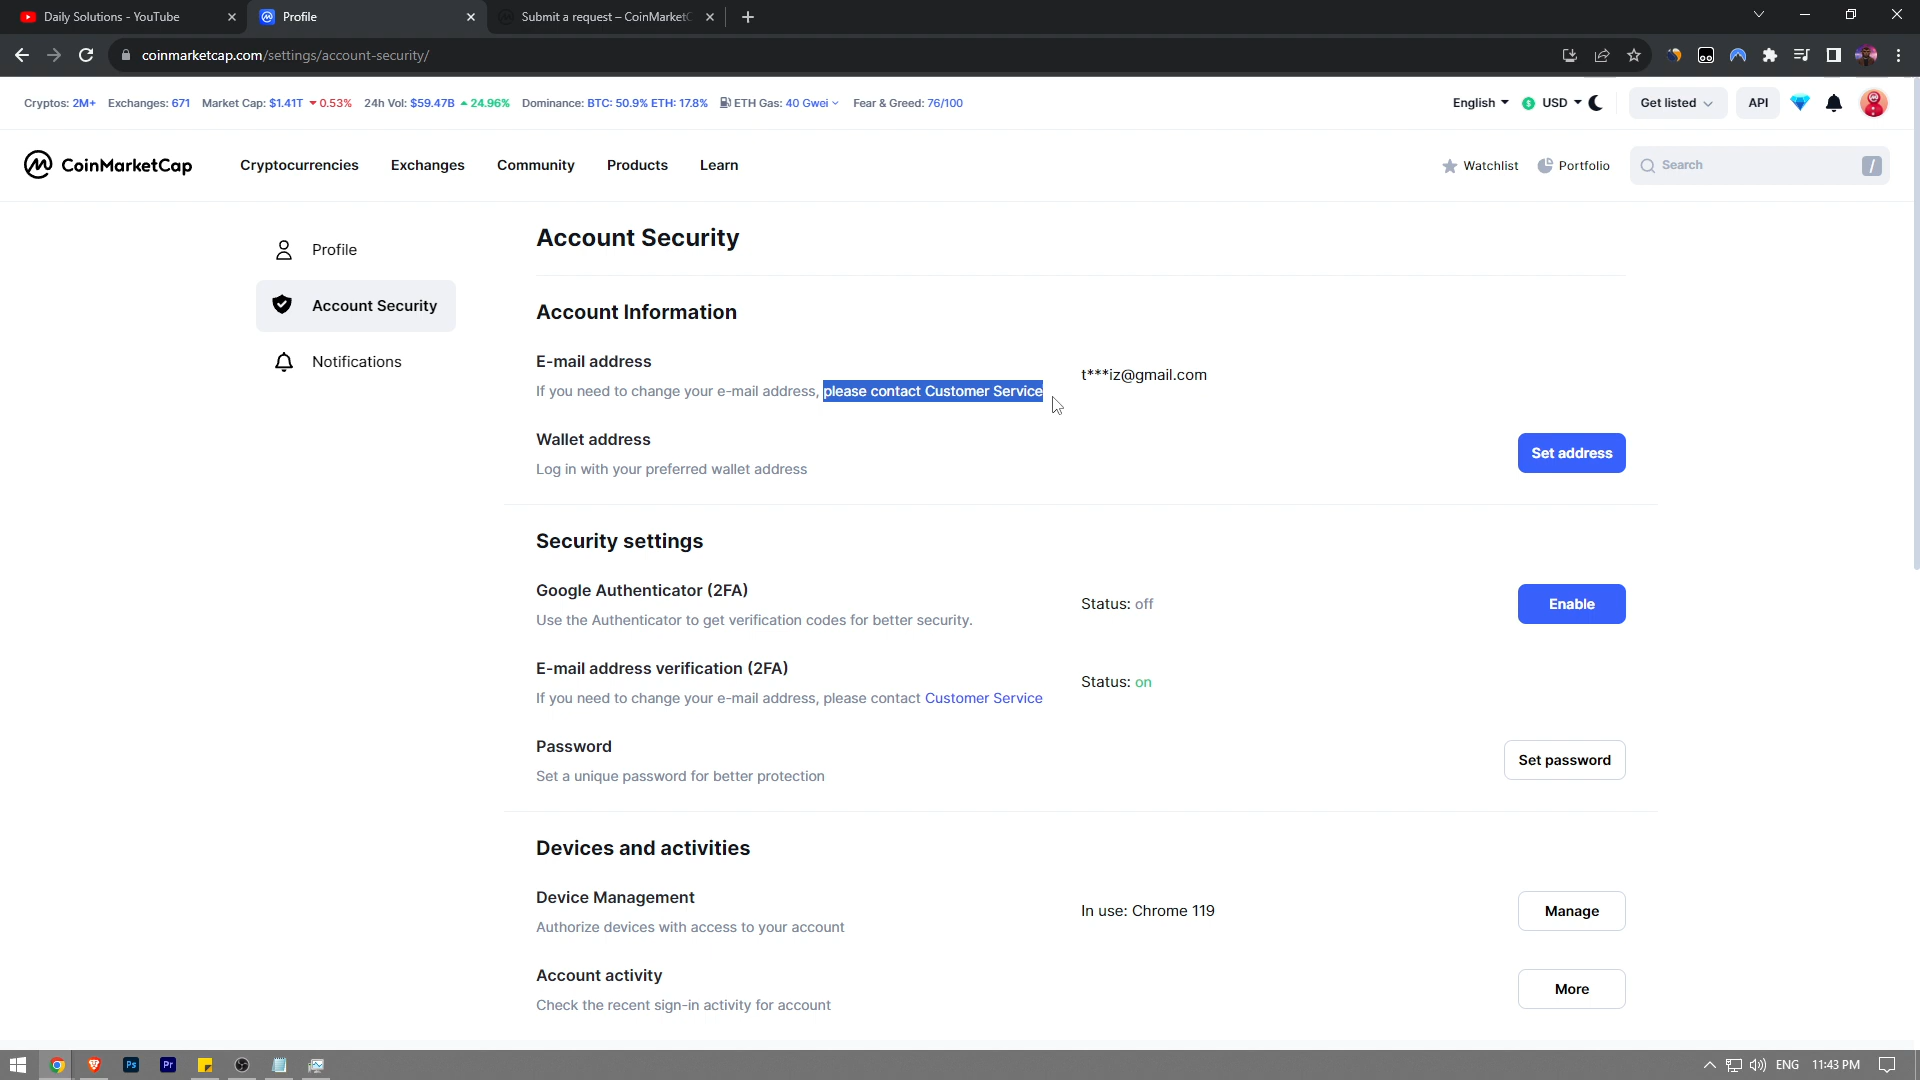 Daily Solutions - YouTube
Profile
Submit a request – CoinMarketC
coinmarketcap.com/settings/account-security/
Cryptos: 2M+ Exchanges: 671 Market Cap: $1.41T 0.53% 24h Vol: $59.47B 24.96% Dominance: BTC: 50.9% ETH: 17.8% ETH Gas: 40 Gwei Fear & Greed: 76/100
English $ USD Get listed API
CoinMarketCap Cryptocurrencies Exchanges Community Products Learn
Watchlist Portfolio Search /
Profile
Account Security
Notifications
Account Security
Account Information
E-mail address
If you need to change your e-mail address, please contact Customer Service
t***iz@gmail.com
Wallet address
Log in with your preferred wallet address
Set address
Security settings
Google Authenticator (2FA)
Use the Authenticator to get verification codes for better security.
Status: off
Enable
E-mail address verification (2FA)
If you need to change your e-mail address, please contact Customer Service
Status: on
Password
Set a unique password for better protection
Set password
Devices and activities
Device Management
Authorize devices with access to your account
In use: Chrome 119
Manage
Account activity
Check the recent sign-in activity for account
More
Ps Pr ENG 11:43 PM